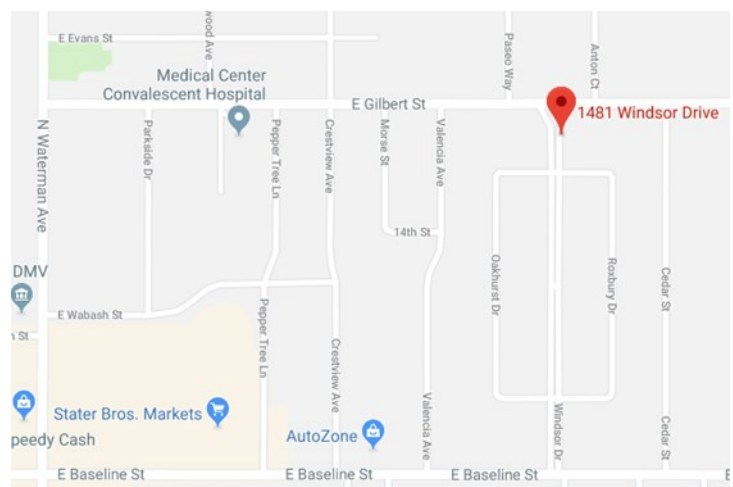 E Evans St
wood Ave
Paseo Way
Anton Ct
Medical Center
Convalescent Hospital
E Gilbert St
1481 Windsor Drive
N Waterman Ave
Parkside Dr
Pepper Tree Ln
Crestview Ave
Morse St
Valencia Ave
14th St
DMV
Oakhurst Dr
Roxbury Dr
Cedar St
E Wabash St
n St
Pepper Tree Ln
Crestview Ave
Valencia Ave
Windsor Dr
Cedar St
Stater Bros. Markets
peedy Cash
AutoZone
E Baseline St
E Baseline St
E Baseline St
E